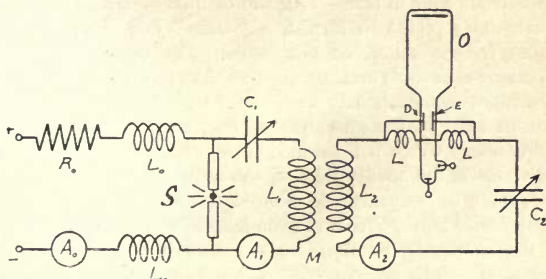 O
D E
C₁
+
R₀ L₀ L L
S L₁ L₂ C₂
M
− A₀ A₁ A₂